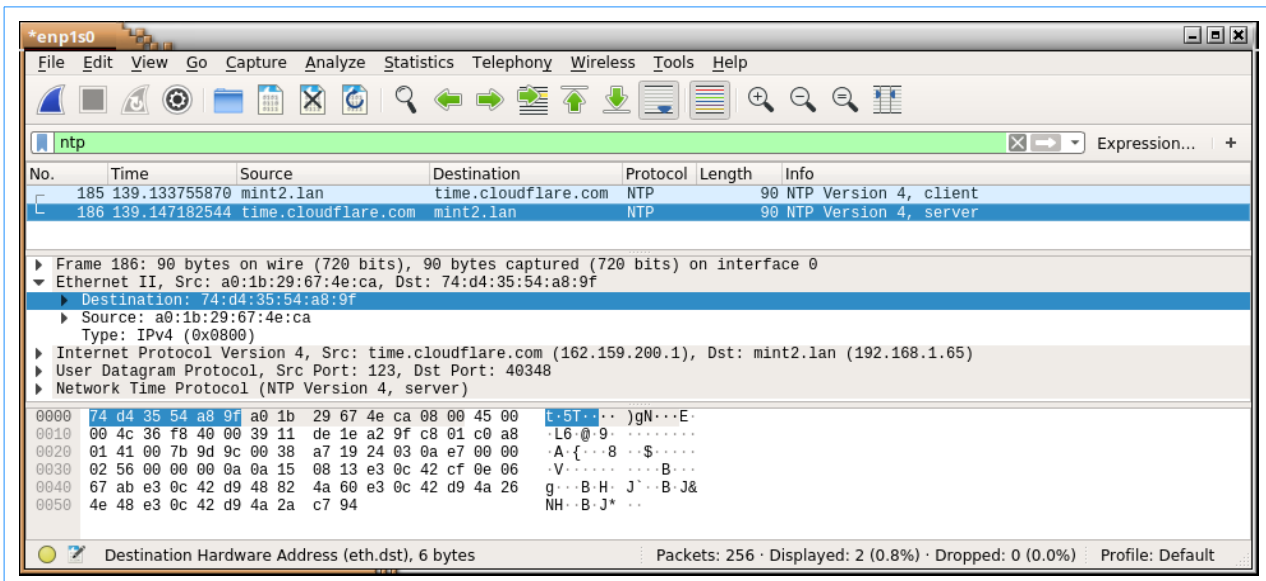 *enp1s0
File Edit View Go Capture Analyze Statistics Telephony Wireless Tools Help
ntp Expression... +
No. Time Source Destination Protocol Length Info
185 139.133755870 mint2.lan time.cloudflare.com NTP 90 NTP Version 4, client
186 139.147182544 time.cloudflare.com mint2.lan NTP 90 NTP Version 4, server
Frame 186: 90 bytes on wire (720 bits), 90 bytes captured (720 bits) on interface 0
Ethernet II, Src: a0:1b:29:67:4e:ca, Dst: 74:d4:35:54:a8:9f
Destination: 74:d4:35:54:a8:9f
Source: a0:1b:29:67:4e:ca
Type: IPv4 (0x0800)
Internet Protocol Version 4, Src: time.cloudflare.com (162.159.200.1), Dst: mint2.lan (192.168.1.65)
User Datagram Protocol, Src Port: 123, Dst Port: 40348
Network Time Protocol (NTP Version 4, server)
0000 74 d4 35 54 a8 9f a0 1b 29 67 4e ca 08 00 45 00 t·5T···· )gN···E·
0010 00 4c 36 f8 40 00 39 11 de 1e a2 9f c8 01 c0 a8 ·L6·@·9· ········
0020 01 41 00 7b 9d 9c 00 38 a7 19 24 03 0a e7 00 00 ·A·{···8 ··$·····
0030 02 56 00 00 00 0a 0a 15 08 13 e3 0c 42 cf 0e 06 ·V······ ····B···
0040 67 ab e3 0c 42 d9 48 82 4a 60 e3 0c 42 d9 4a 26 g···B·H· J`··B·J&
0050 4e 48 e3 0c 42 d9 4a 2a c7 94 NH··B·J* ··
Destination Hardware Address (eth.dst), 6 bytes Packets: 256 · Displayed: 2 (0.8%) · Dropped: 0 (0.0%) Profile: Default